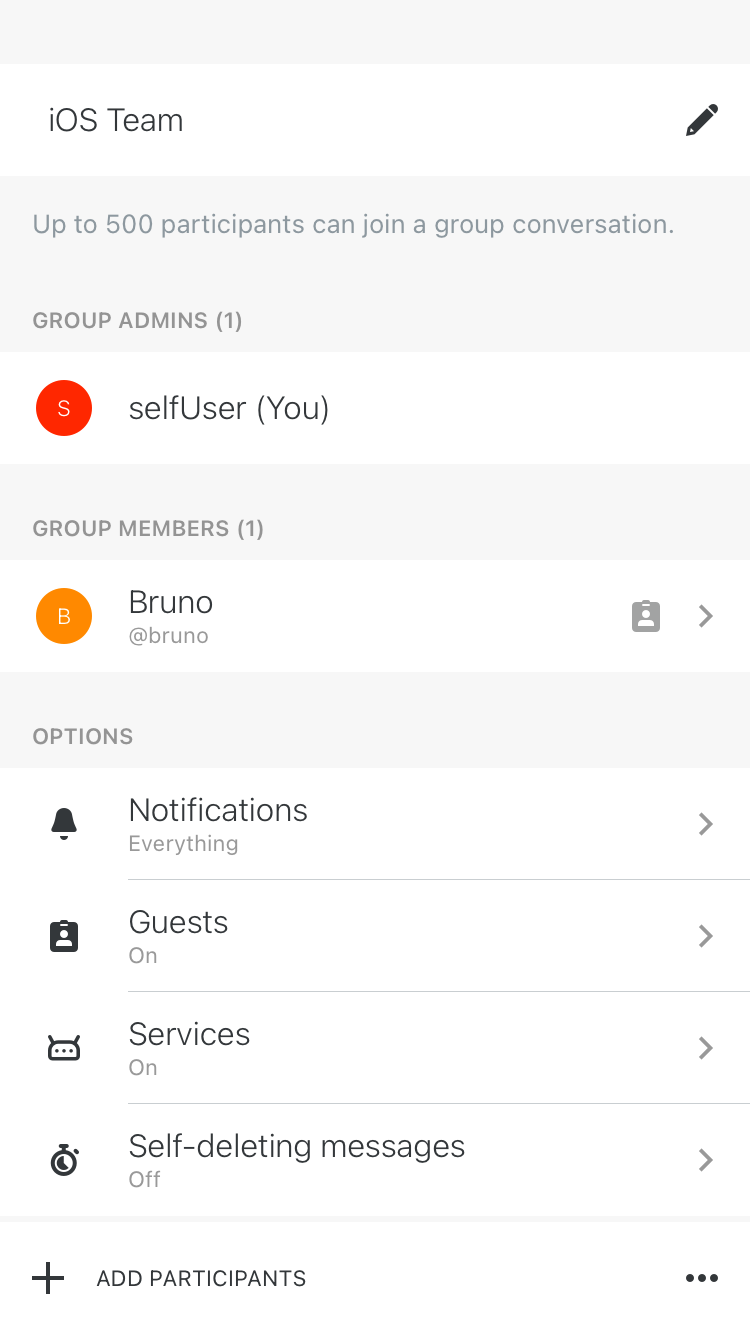 iOS Team
Up to 500 participants can join a group conversation.
GROUP ADMINS (1)
S
selfUser (You)
GROUP MEMBERS (1)
B
Bruno
@bruno
OPTIONS
Notifications
Everything
Guests
On
Services
On
Self-deleting messages
Off
ADD PARTICIPANTS